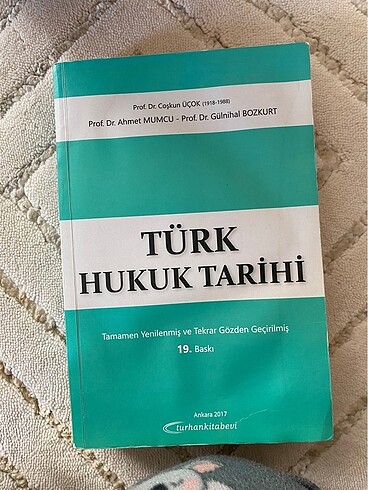 Prof. Dr. Coşkun ÜÇOK (1918-1988)
Prof. Dr. Ahmet MUMCU - Prof. Dr. Gülnihal BOZKURT
TÜRK
HUKUK TARİHİ
Tamamen Yenilenmiş ve Tekrar Gözden Geçirilmiş
19. Baskı
Ankara 2017
turhankitabevi